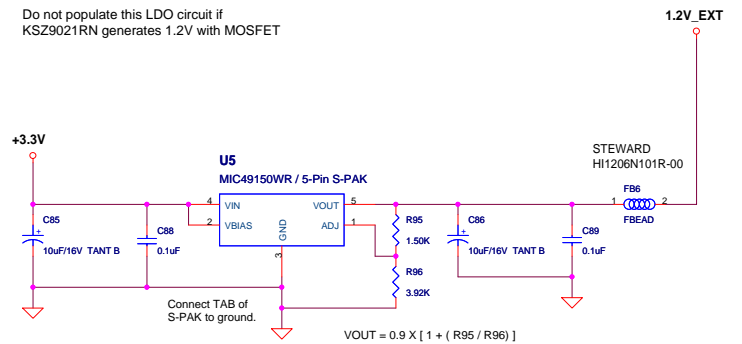 Do not populate this LDO circuit if
KSZ9021RN generates 1.2V with MOSFET
1.2V_EXT
+3.3V
STEWARD
HI1206N101R-00
U5
MIC49150WR / 5-Pin S-PAK
FB6
1
2
FBEAD
4
VIN
VOUT
5
2
VBIAS
ADJ
1
GND
3
C85
10uF/16V TANT B
C88
0.1uF
R95
1.50K
R96
3.92K
C86
10uF/16V TANT B
C89
0.1uF
+
+
Connect TAB of
S-PAK to ground.
VOUT = 0.9 X [ 1 + ( R95 / R96) ]